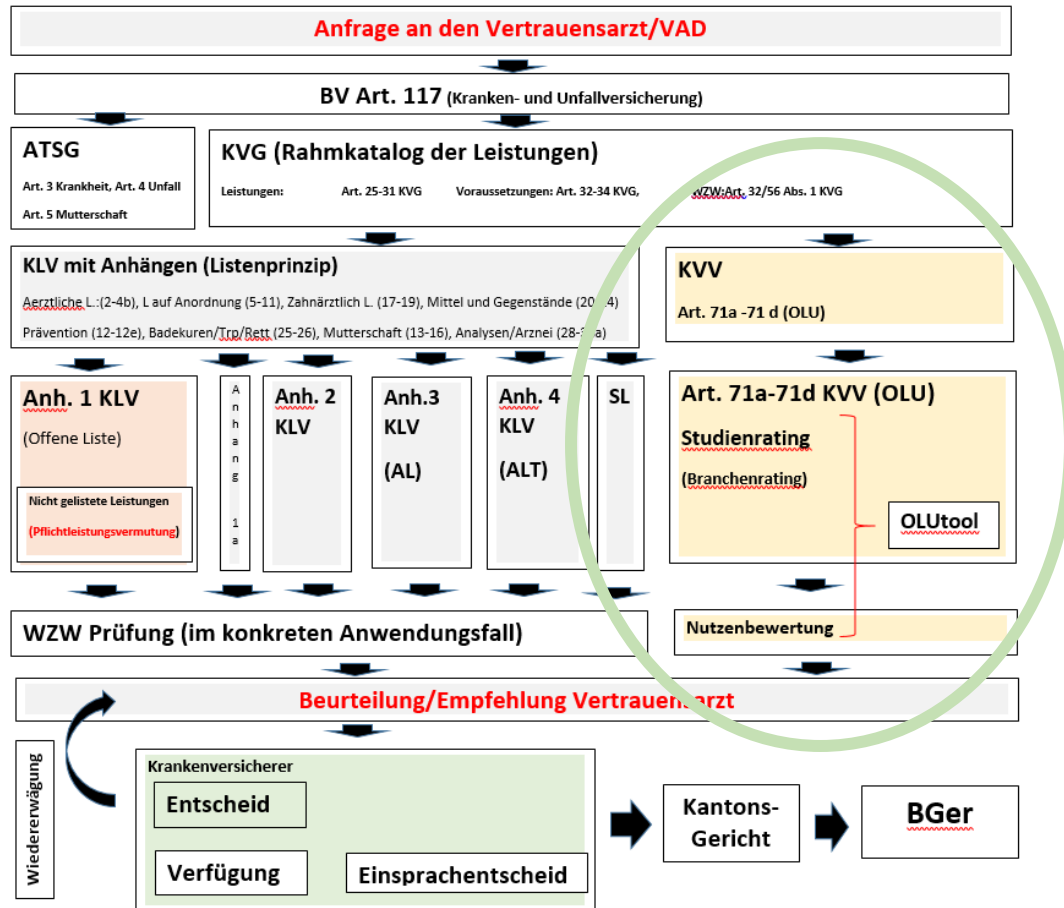 Anfrage an den Vertrauensarzt/VAD
BV Art. 117 (Kranken- und Unfallversicherung)
ATSG
Art. 3 Krankheit, Art. 4 Unfall
Art. 5 Mutterschaft
KVG (Rahmkatalog der Leistungen)
Leistungen: Art. 25-31 KVG Voraussetzungen: Art. 32-34 KVG, WZW:Art. 32/56 Abs. 1 KVG
KLV mit Anhängen (Listenprinzip)
Aerztliche L.:(2-4b), L auf Anordnung (5-11), Zahnärztlich L. (17-19), Mittel und Gegenstände
Prävention (12-12e), Badekuren/Trp/Rett (25-26), Mutterschaft (13-16), Analysen/Arznei
KVV
Art. 71a -71 d (OLU)
Anh. 1 KLV
(Offene Liste)
Nicht gelistete Leistungen
(Pflichtleistungsvermutung)
Anhang 1a
Anh. 2
KLV
Anh.3
KLV
(AL)
Anh. 4
KLV
(ALT)
SL
Art. 71a-71d KVV (OLU)
Studienrating
(Branchenrating)
OLUtool
WZW Prüfung (im konkreten Anwendungsfall)
Nutzenbewertung
Beurteilung/Empfehlung Vertrauensarzt
Wiedererwägung
Krankenversicherer
Entscheid
Verfügung
Einsprachentscheid
Kantons-
Gericht
BGer